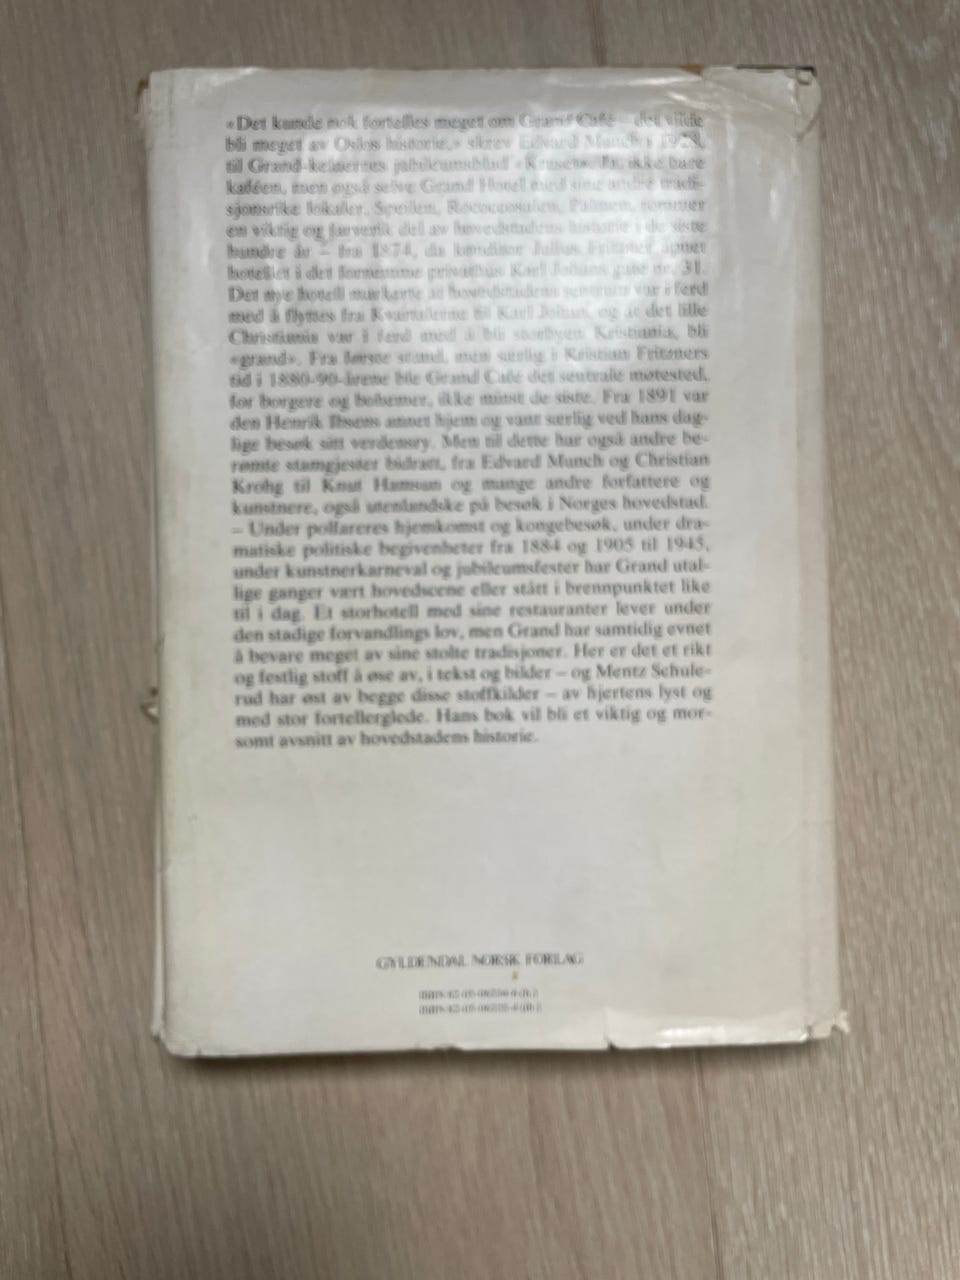 «Det kunde nok fortelles meget om Grand Café – det vilde
bli meget av Oslos historie,» skrev Edvard Munch i 1928,
til Grand-kelnernes jubileumsblad For ikke bare
kaféen, men også selve Grand Hotel med sine andre tradi-
sjonsrike lokaler, Speilen, Rococosalen, Palmen, rommer
en viktig og farverik del av hovedstadens historie i de siste
hundre år – fra 1874, da konditor Julius Fritzner åpnet
hotellet i det fornemme privathus Karl Johans gate nr. 31.
Det nye hotell markerte at hovedstadens sentrum var i ferd
med å flyttes fra Kvartalerne til Karl Johan, og at det lille
Christiania var i ferd med å bli storbyen Kristiania, bli
«grand». Fra første stund, men særlig i Kristian Fritzners
tid i 1880-90-årene ble Grand Café det sentrale møtested,
for borgere og bohemer, ikke minst de siste. Fra 1891 var
den Henrik Ibsens annet hjem og vant særlig ved hans dag-
lige besøk sitt verdensry. Men til dette har også andre be-
rømte stamgjester bidratt, fra Edvard Munch og Christian
Krohg til Knut Hamsun og mange andre forfattere og
kunstnere, også utenlandske på besøk i Norges hovedstad.
– Under polfareres hjemkomst og kongebesøk, under dra-
matiske politiske begivenheter fra 1884 og 1905 til 1945,
under kunstnerkarneval og jubileumsfester har Grand utal-
lige ganger vært hovedscene eller stått i brennpunktet like
til i dag. Et storhotell med sine restauranter lever under
den stadige forvandlings lov, men Grand har samtidig evnet
å bevare meget av sine stolte tradisjoner. Her er det et rikt
og festlig stoff å øse av, i tekst og bilder – og Mentz Schule-
rud har øst av begge disse stoffkilder – av hjertens lyst og
med stor fortellerglede. Hans bok vil bli et viktig og mor-
somt avsnitt av hovedstadens historie.
GYLDENDAL NORSK FORLAG
ISBN
ISBN